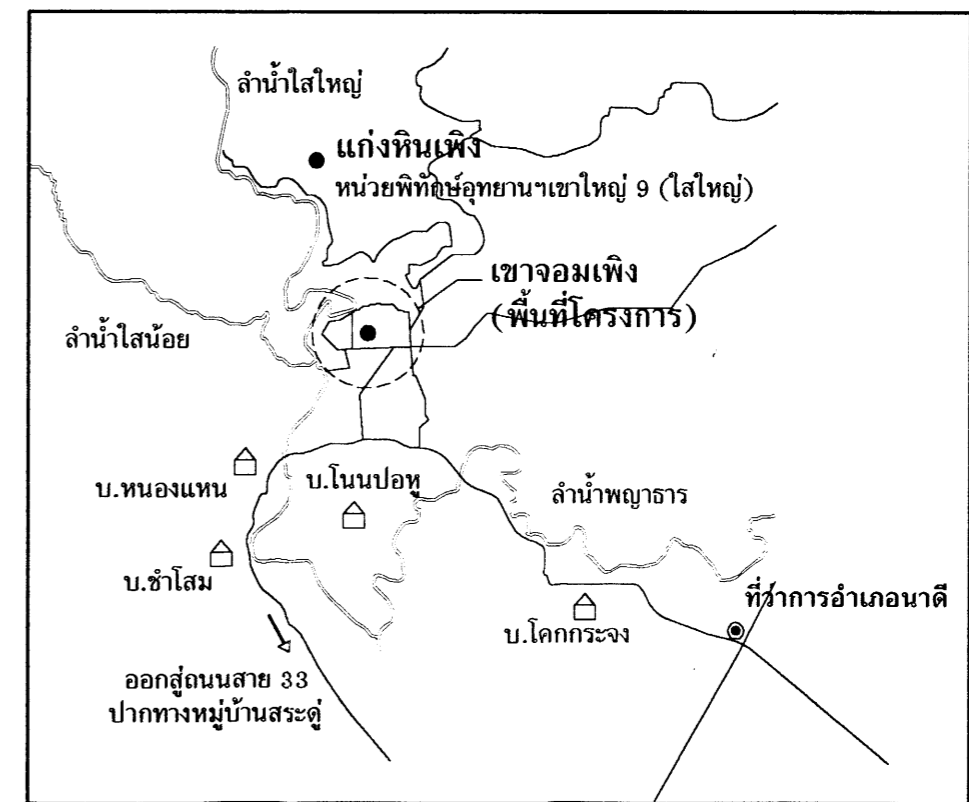 ลำน้ำใสใหญ่
แก่งหินเพิง
หน่วยพิทักษ์อุทยานฯเขาใหญ่ 9 (ใสใหญ่)
เขาจอมเพิง
(พื้นที่โครงการ)
ลำน้ำใสน้อย
บ.หนองแหน
บ.โนนปอหู
ลำน้ำพญาธาร
บ.ชำโสม
ที่ว่าการอำเภอนาดี
บ.โคกกระจง
ออกสู่ถนนสาย 33
ปากทางหมู่บ้านสระดู่